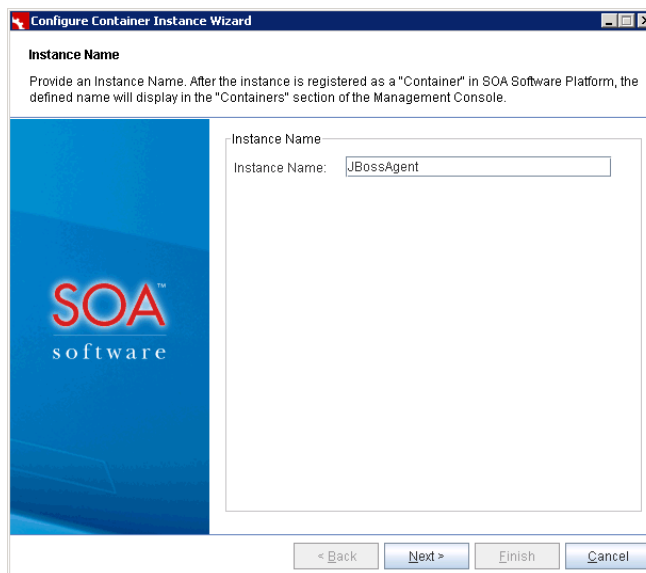 Configure Container Instance Wizard
Instance Name
Provide an Instance Name. After the instance is registered as a "Container" in SOA Software Platform, the
defined name will display in the "Containers" section of the Management Console.
Instance Name
Instance Name: JBossAgent
SOA™
software
< Back Next > Finish Cancel